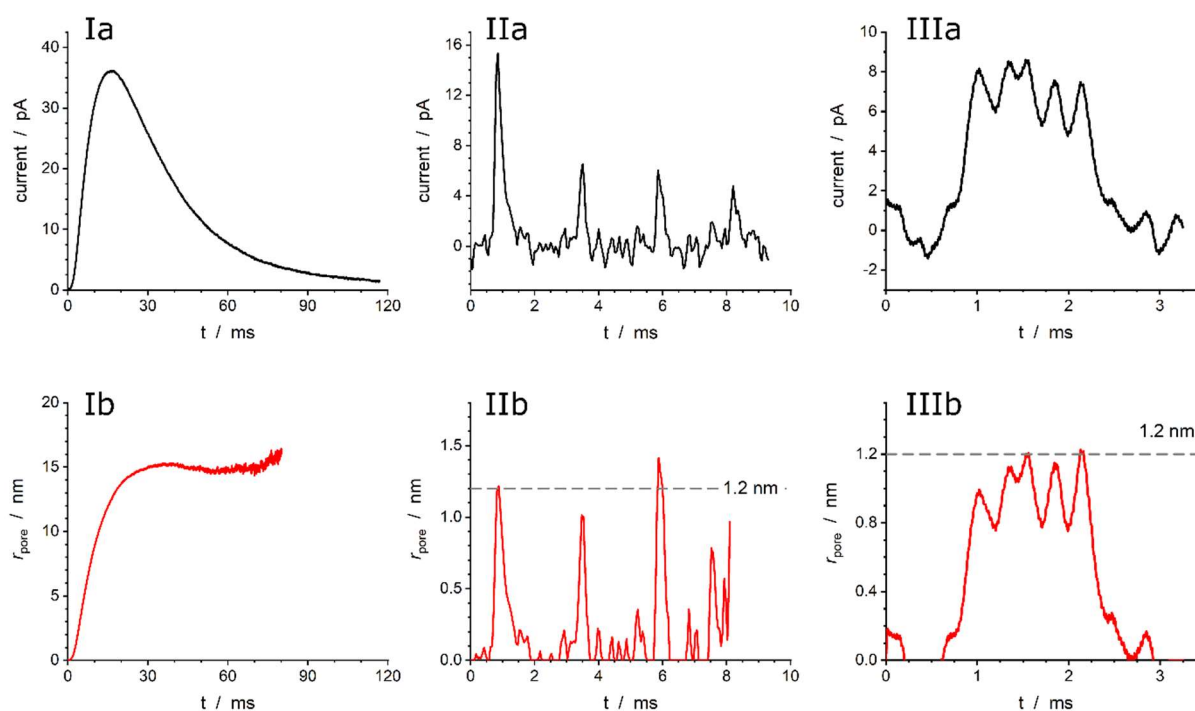 Ia
current / pA
40
30
20
10
0
0 30 60 90 120
t / ms
IIa
current / pA
16
12
8
4
0
0 2 4 6 8 10
t / ms
IIIa
current / pA
10
8
6
4
2
0
-2
0 1 2 3
t / ms
Ib
r_pore / nm
20
15
10
5
0
0 30 60 90 120
t / ms
IIb
r_pore / nm
1.5
1.0
0.5
0.0
1.2 nm
0 2 4 6 8 10
t / ms
IIIb
r_pore / nm
1.2 nm
1.2
0.8
0.4
0.0
0 1 2 3
t / ms